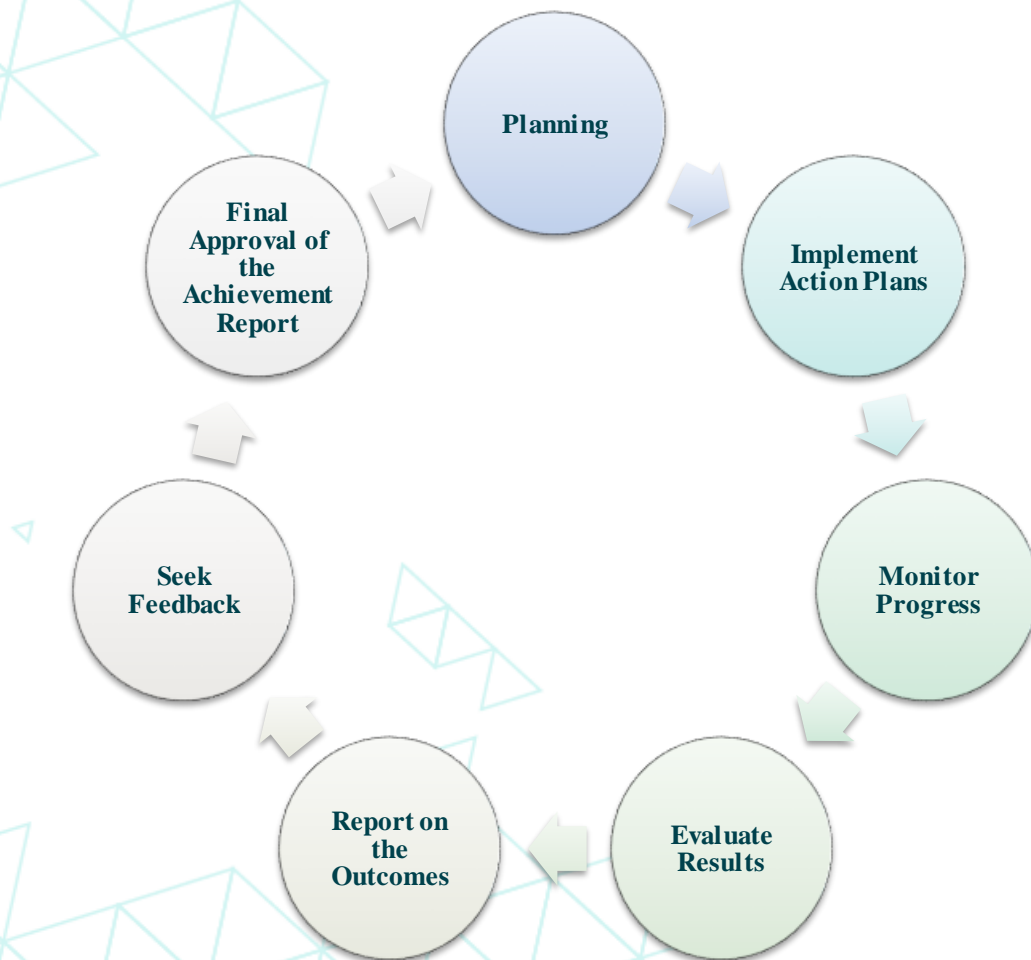 Planning
Implement
Action Plans
Monitor
Progress
Evaluate
Results
Report on
the
Outcomes
Seek
Feedback
Final
Approval of
the
Achievement
Report